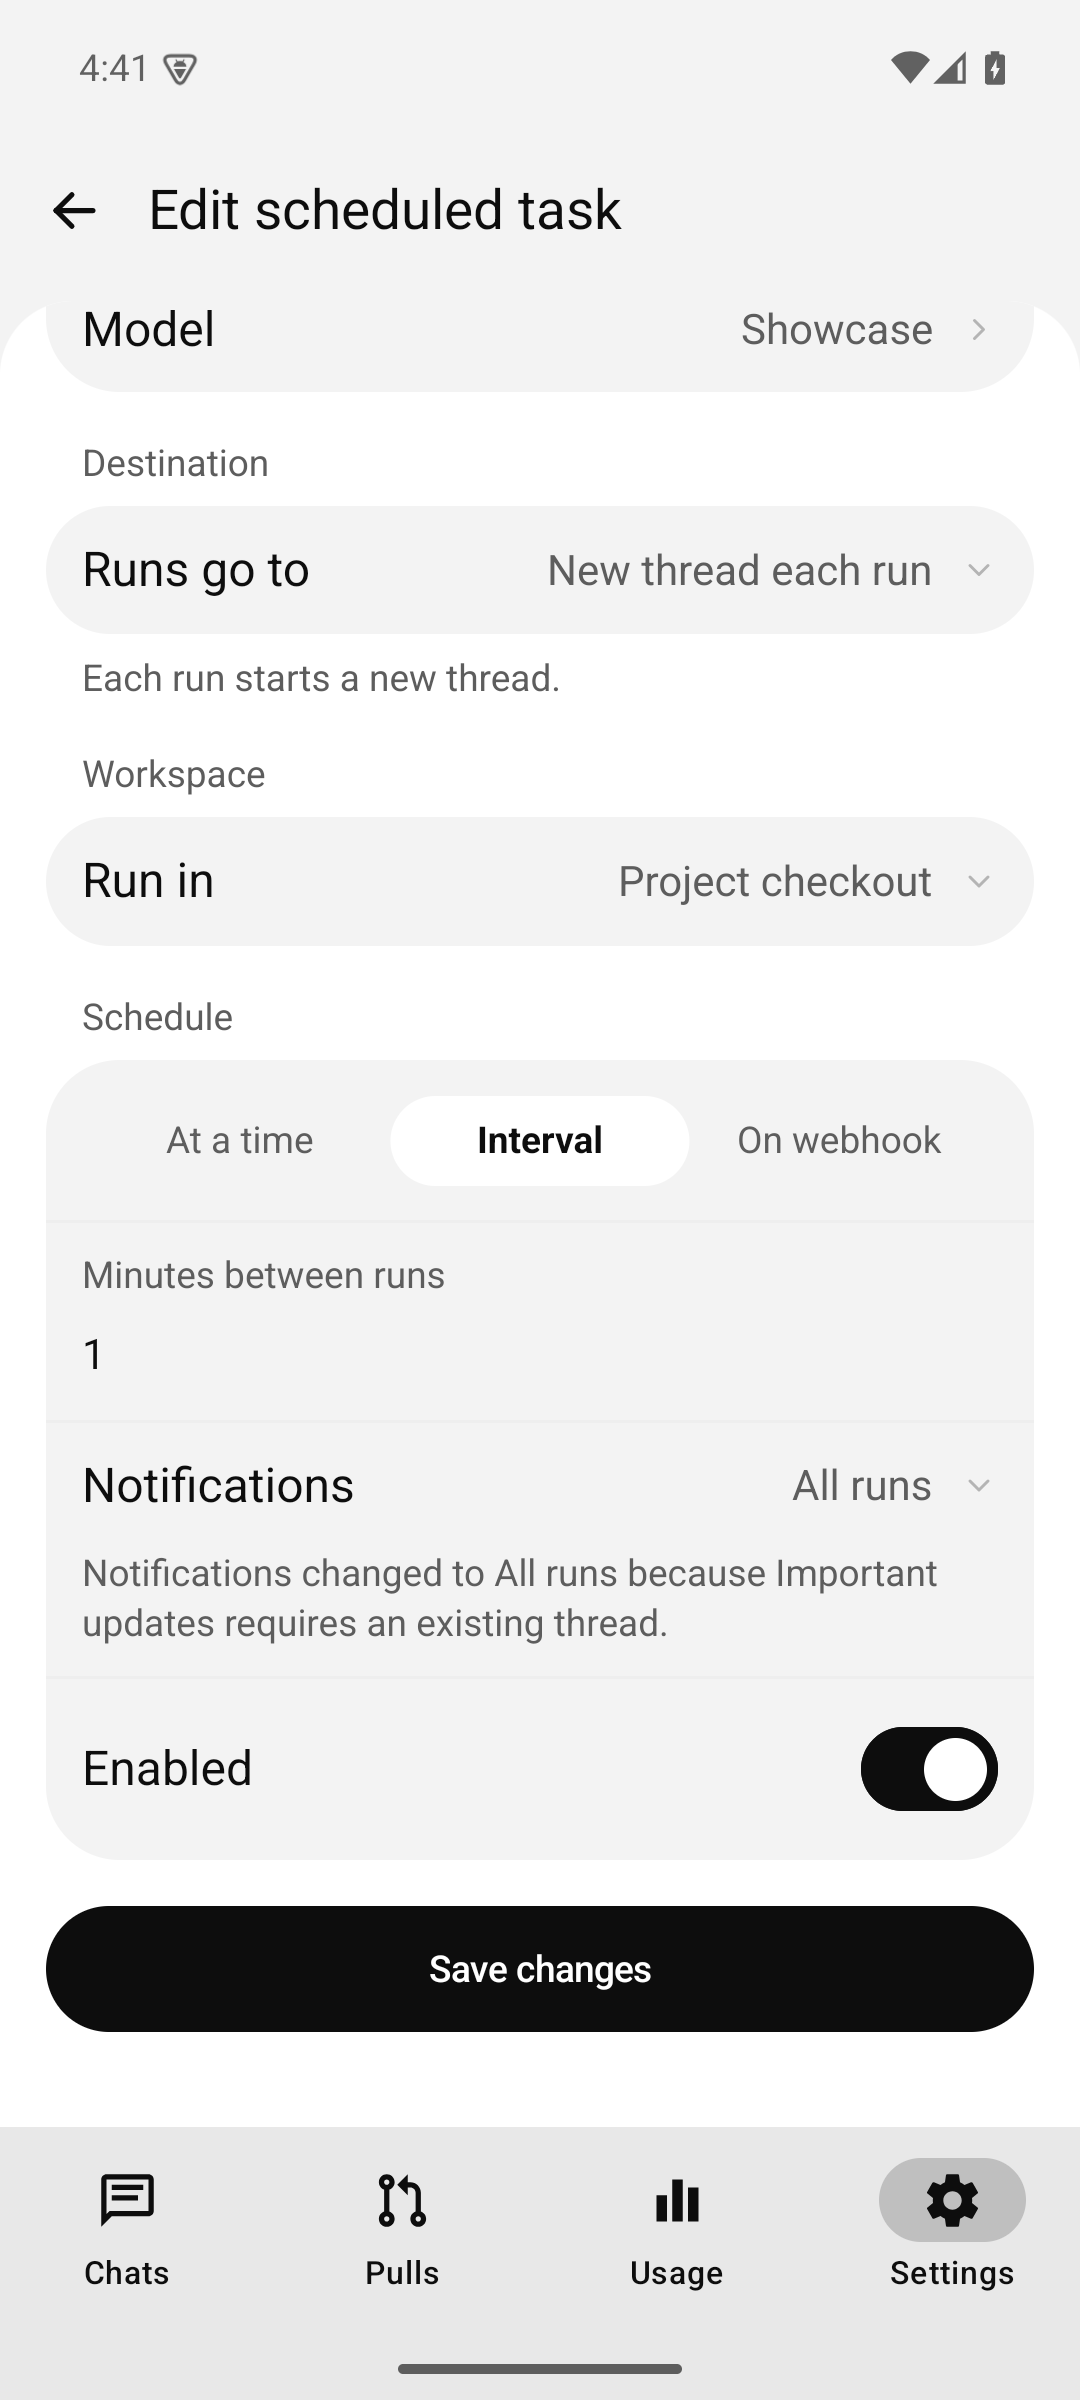 4:41
Edit scheduled task
Model
Showcase
Destination
Runs go to
New thread each run
Each run starts a new thread.
Workspace
Run in
Project checkout
Schedule
At a time
Interval
On webhook
Minutes between runs
1
Notifications
All runs
Notifications changed to All runs because Important
updates requires an existing thread.
Enabled
Save changes
Chats
Pulls
Usage
Settings